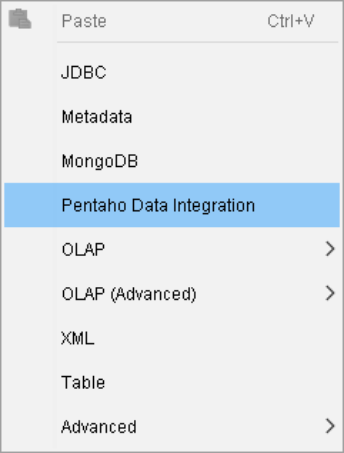 Paste Ctrl+V
JDBC
Metadata
MongoDB
Pentaho Data Integration
OLAP
OLAP (Advanced)
XML
Table
Advanced